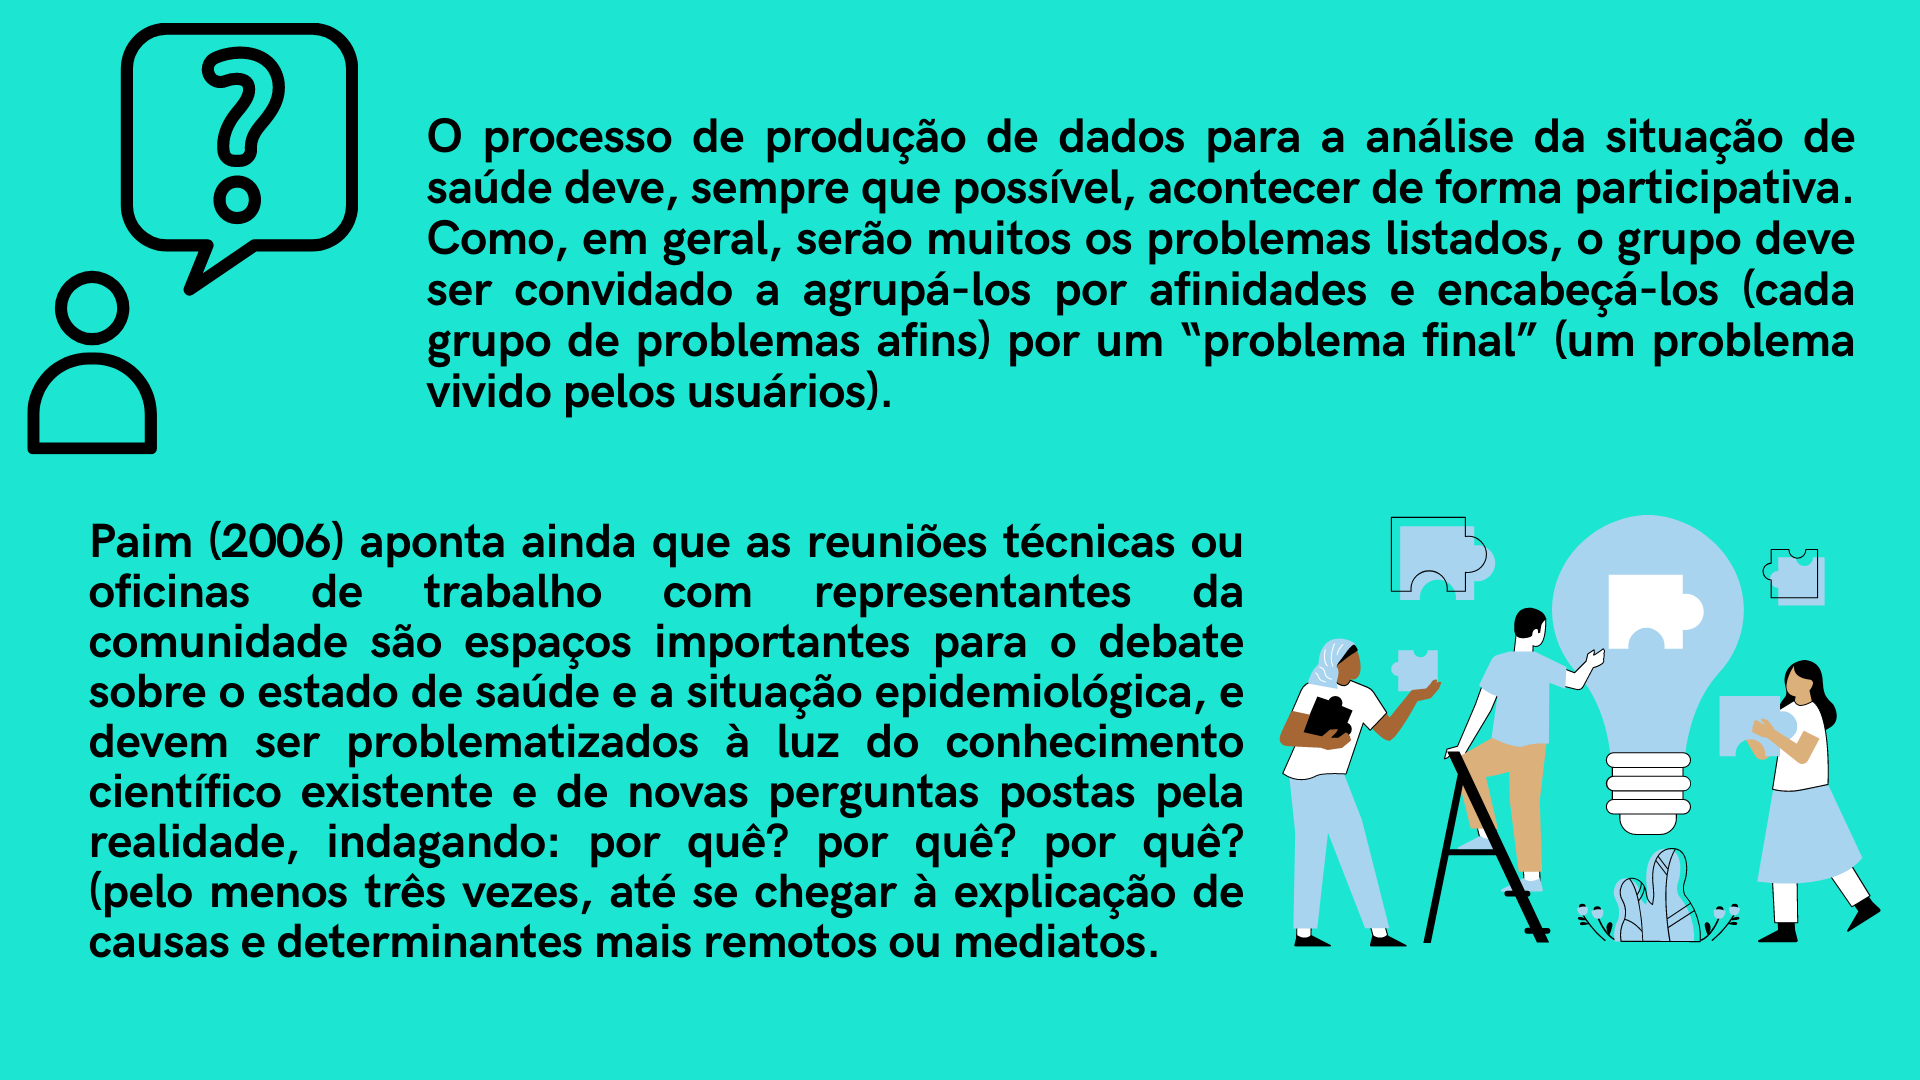 ?
O processo de produção de dados para a análise da situação de
saúde deve, sempre que possível, acontecer de forma participativa.
Como, em geral, serão muitos os problemas listados, o grupo deve
ser convidado a agrupá-los por afinidades e encabeçá-los (cada
grupo de problemas afins) por um “problema final” (um problema
vivido pelos usuários).
Paim (2006) aponta ainda que as reuniões técnicas ou
oficinas de trabalho com representantes da
comunidade são espaços importantes para o debate
sobre o estado de saúde e a situação epidemiológica, e
devem ser problematizados à luz do conhecimento
científico existente e de novas perguntas postas pela
realidade, indagando: por quê? por quê? por quê?
(pelo menos três vezes, até se chegar à explicação de
causas e determinantes mais remotos ou mediatos.